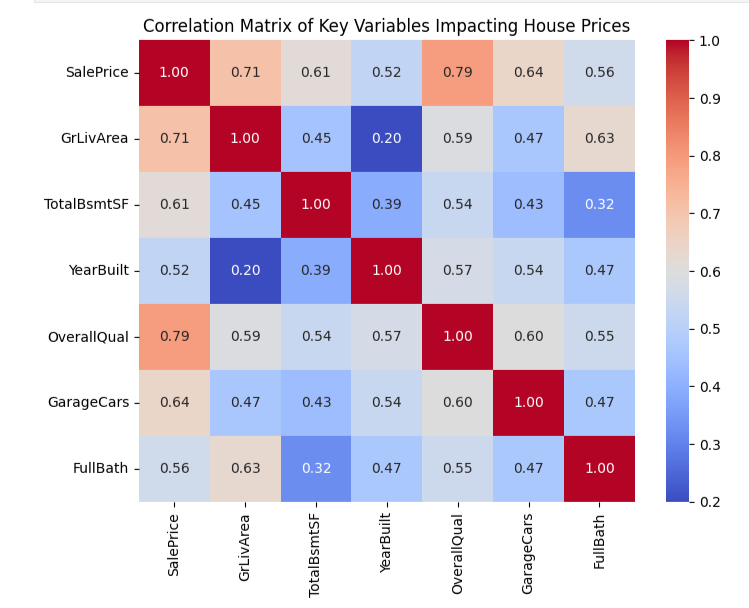 Correlation Matrix of Key Variables Impacting House Prices
SalePrice 1.00 0.71 0.61 0.52 0.79 0.64 0.56
GrLivArea 0.71 1.00 0.45 0.20 0.59 0.47 0.63
TotalBsmtSF 0.61 0.45 1.00 0.39 0.54 0.43 0.32
YearBuilt 0.52 0.20 0.39 1.00 0.57 0.54 0.47
OverallQual 0.79 0.59 0.54 0.57 1.00 0.60 0.55
GarageCars 0.64 0.47 0.43 0.54 0.60 1.00 0.47
FullBath 0.56 0.63 0.32 0.47 0.55 0.47 1.00
SalePrice
GrLivArea
TotalBsmtSF
YearBuilt
OverallQual
GarageCars
FullBath
1.0
0.9
0.8
0.7
0.6
0.5
0.4
0.3
0.2